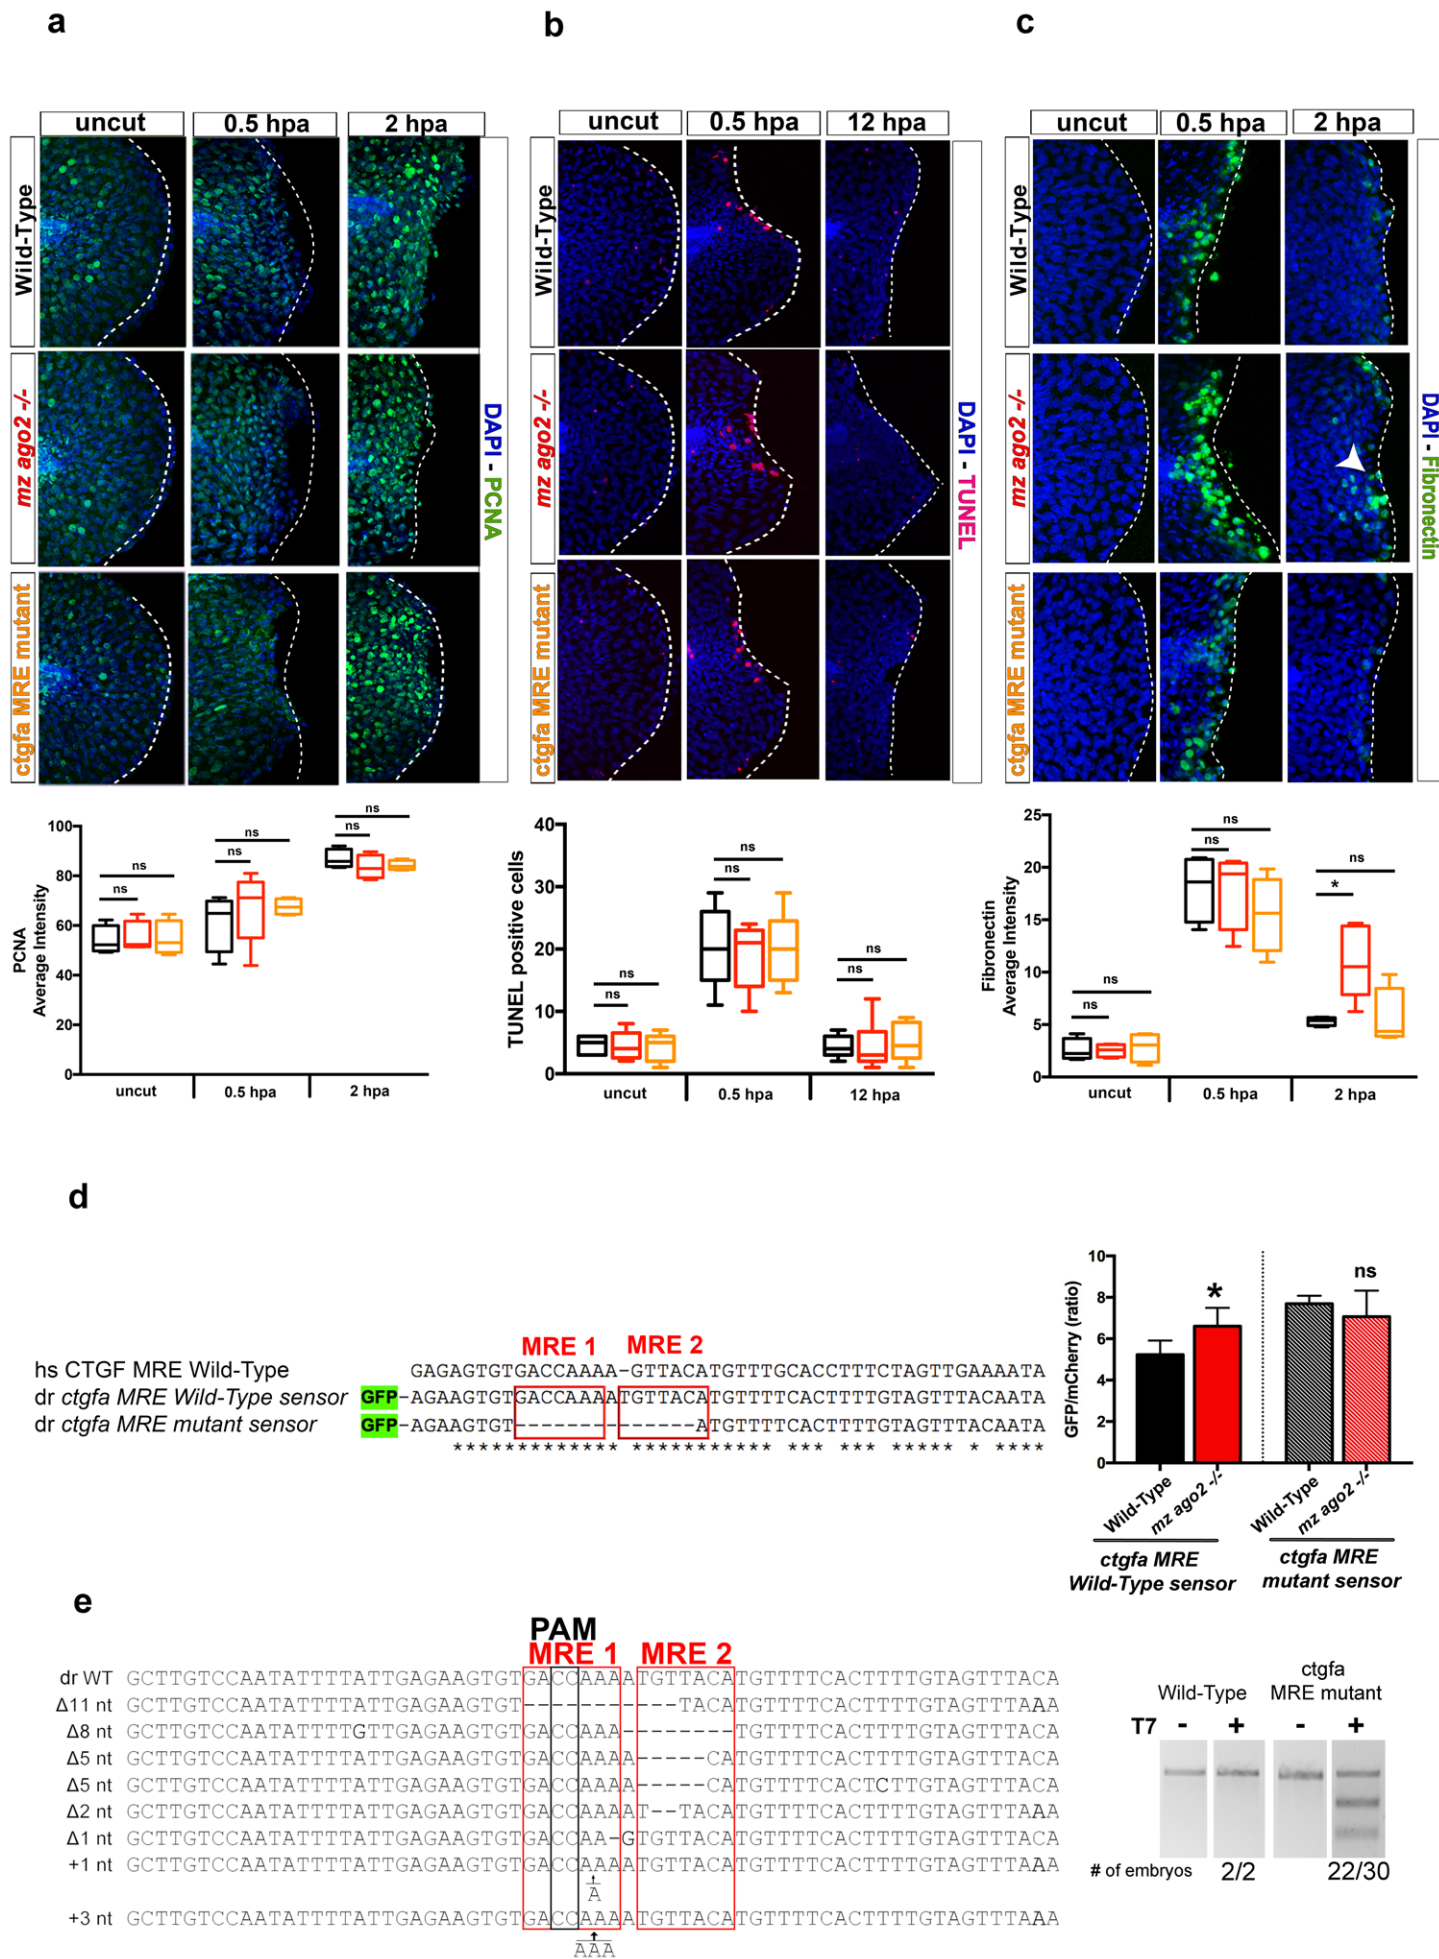 a
uncut 0.5 hpa 2 hpa
Wild-Type
mz ago2 -/-
ctgfa MRE mutant
DAPI - PCNA
100
80
60
40
20
0
PCNA
Average Intensity
ns
ns
ns
ns
ns
ns
uncut 0.5 hpa 2 hpa
b
uncut 0.5 hpa 12 hpa
Wild-Type
mz ago2 -/-
ctgfa MRE mutant
DAPI - TUNEL
40
30
20
10
0
TUNEL positive cells
ns
ns
ns
ns
ns
ns
uncut 0.5 hpa 12 hpa
c
uncut 0.5 hpa 2 hpa
Wild-Type
mz ago2 -/-
ctgfa MRE mutant
DAPI - Fibronectin
25
20
15
10
5
0
Fibronectin
Average Intensity
ns
ns
ns
ns
ns
*
uncut 0.5 hpa 2 hpa
d
MRE 1 MRE 2
hs CTGF MRE Wild-Type GAGAGTGTGACCAAAA-GTTACATGTTTGCACCTTTCTAGTTGAAAATA
dr ctgfa MRE Wild-Type sensor GFP-AGAAGTGTGACCAAAATGTTACATGTTTTCACTTTTGTAGTTTACAATA
dr ctgfa MRE mutant sensor GFP-AGAAGTGT----------------ATGTTTTCACTTTTGTAGTTTACAATA
************* *********** *** *** ***** * ****
10
8
6
4
2
0
GFP/mCherry (ratio)
*
ns
Wild-Type mz ago2 -/- Wild-Type mz ago2 -/-
ctgfa MRE
Wild-Type sensor
ctgfa MRE
mutant sensor
e
PAM
MRE 1 MRE 2
dr WT GCTTGTCCAATATTTTATTGAGAAGTGTGACCAAAATGTTACATGTTTTCACTTTTGTAGTTTACA
Δ11 nt GCTTGTCCAATATTTTATTGAGAAGTGT-----------TACATGTTTTCACTTTTGTAGTTTAAA
Δ8 nt GCTTGTCCAATATTTTGTTGAGAAGTGTGACCAAA--------TGTTTTCACTTTTGTAGTTTACA
Δ5 nt GCTTGTCCAATATTTTATTGAGAAGTGTGACCAAAA-----CATGTTTTCACTTTTGTAGTTTACA
Δ5 nt GCTTGTCCAATATTTTATTGAGAAGTGTGACCAAAA-----CATGTTTTCACTCTTGTAGTTTACA
Δ2 nt GCTTGTCCAATATTTTATTGAGAAGTGTGACCAAAAT--TACATGTTTTCACTTTTGTAGTTTAAA
Δ1 nt GCTTGTCCAATATTTTATTGAGAAGTGTGACCAA-GTGTTACATGTTTTCACTTTTGTAGTTTACA
+1 nt GCTTGTCCAATATTTTATTGAGAAGTGTGACCAAAATGTTACATGTTTTCACTTTTGTAGTTTAAA
A
+3 nt GCTTGTCCAATATTTTATTGAGAAGTGTGACCAAAATGTTACATGTTTTCACTTTTGTAGTTTAAA
AAA
Wild-Type ctgfa MRE mutant
T7 - + - +
# of embryos 2/2 22/30